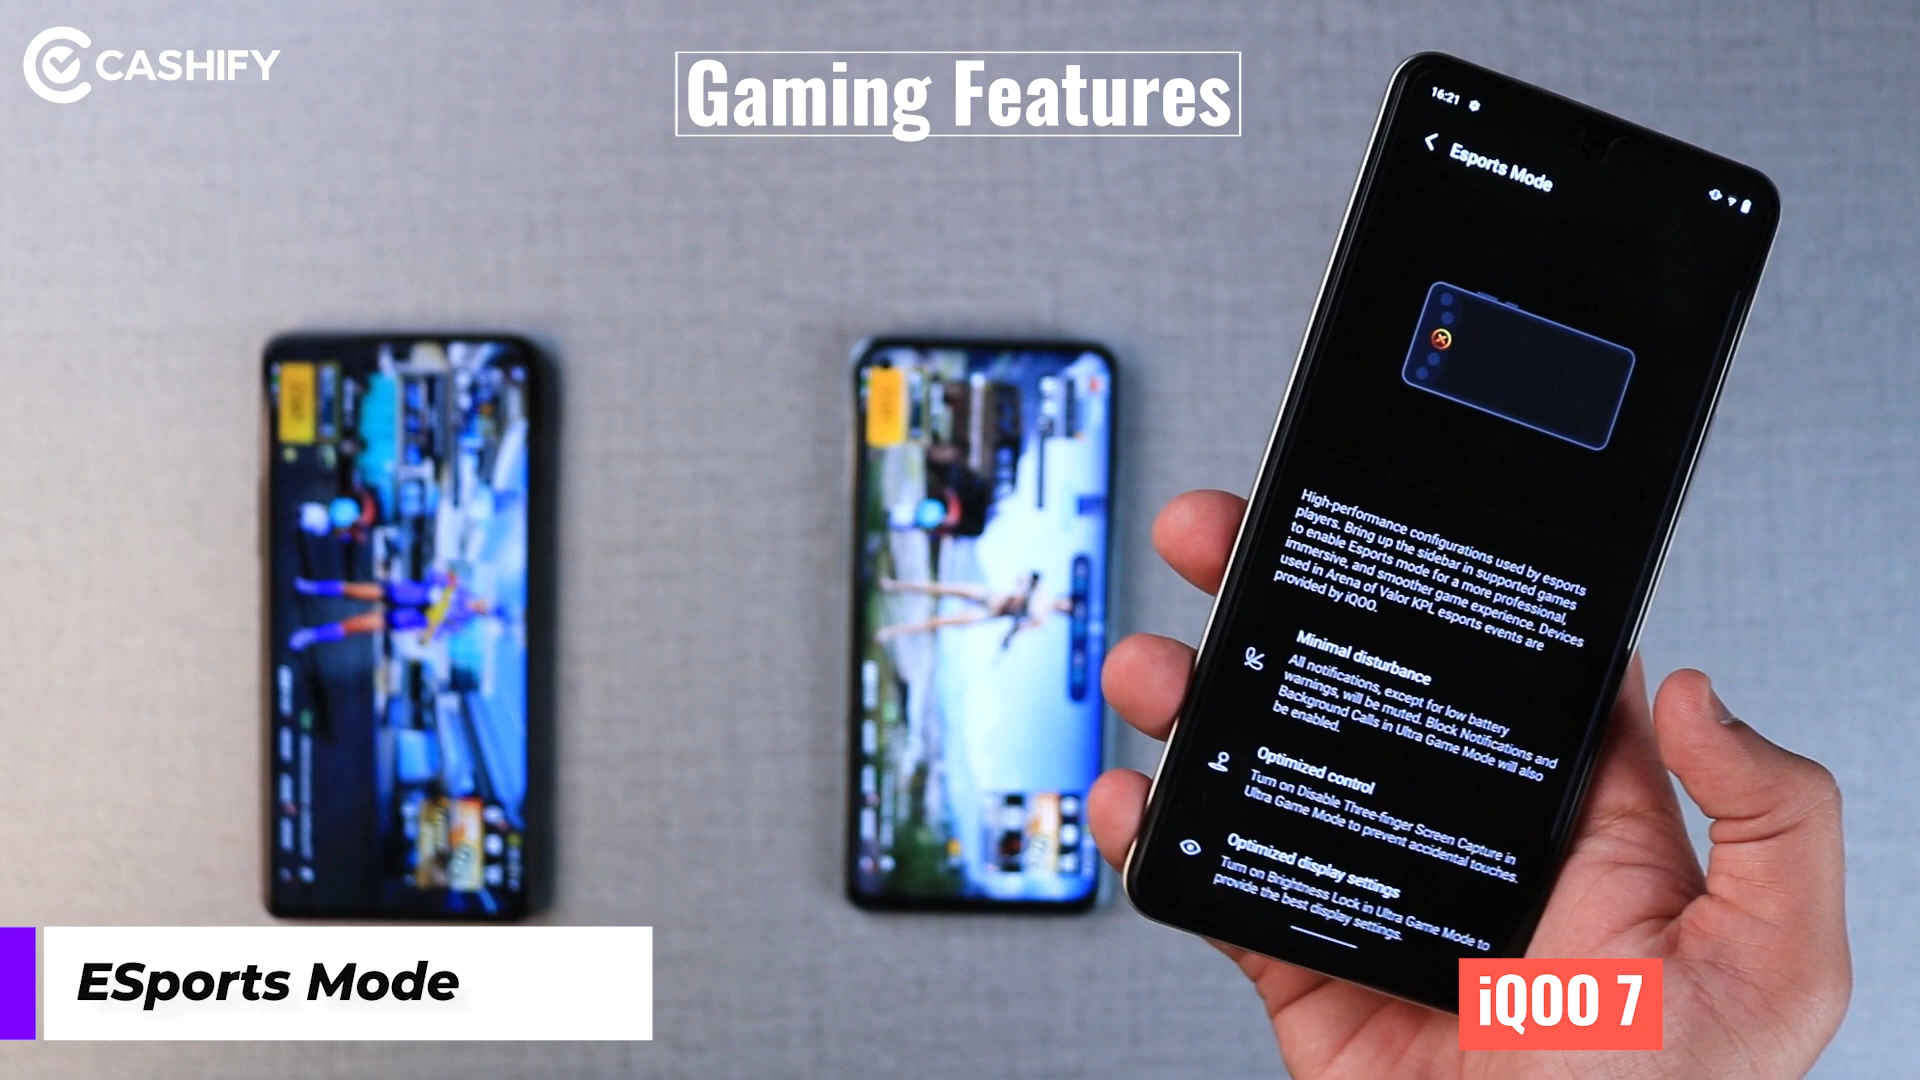 CASHIFY
Gaming Features
16:21
Esports Mode
High-performance configurations used by esports
players. Bring up the sidebar in supported games
to enable Esports mode for a more professional,
immersive, and smoother game experience. Devices
used in Arena of Valor KPL esports events are
provided by iQOO.
Minimal disturbance
All notifications, except for low battery
warnings, will be muted. Block Notifications and
Background Calls in Ultra Game Mode will also
be enabled.
Optimized control
Turn on Disable Three-finger Screen Capture in
Ultra Game Mode to prevent accidental touches.
Optimized display settings
Turn on Brightness Lock in Ultra Game Mode to
provide the best display settings.
ESports Mode
iQOO 7